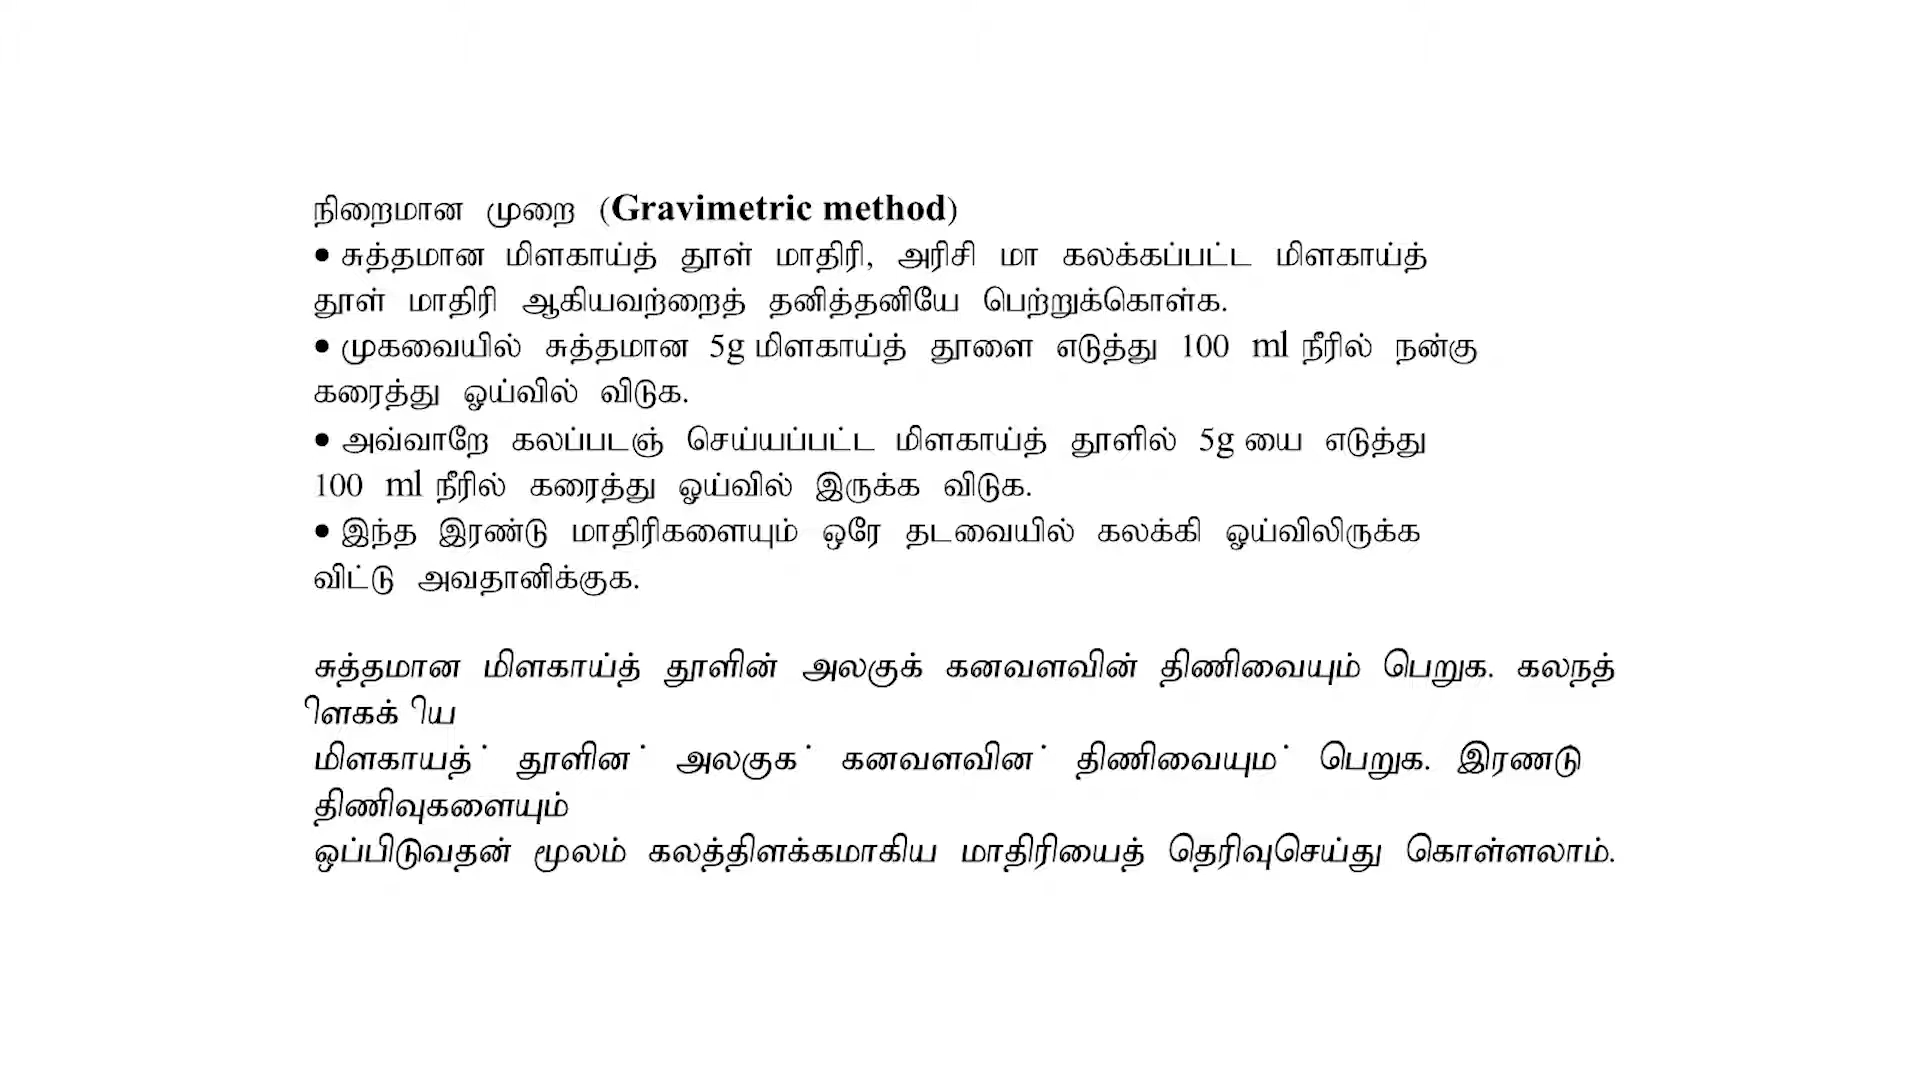 நிறைமான முறை (Gravimetric method)
• சுத்தமான மிளகாய்த் தூள் மாதிரி, அரிசி மா கலக்கப்பட்ட மிளகாய்த்
தூள் மாதிரி ஆகியவற்றைத் தனித்தனியே பெற்றுக்கொள்க.
• முகவையில் சுத்தமான 5g மிளகாய்த் தூளை எடுத்து 100 ml நீரில் நன்கு
கரைத்து ஓய்வில் விடுக.
• அவ்வாறே கலப்படஞ் செய்யப்பட்ட மிளகாய்த் தூளில் 5g யை எடுத்து
100 ml நீரில் கரைத்து ஓய்வில் இருக்க விடுக.
• இந்த இரண்டு மாதிரிகளையும் ஒரே தடவையில் கலக்கி ஓய்விலிருக்க
விட்டு அவதானிக்குக.
சுத்தமான மிளகாய்த் தூளின் அலகுக் கனவளவின் திணிவையும் பெறுக. கலநத்
ிளகக் ிய
மிளகாயத் ் தூளின ் அலகுக ் கனவளவின ் திணிவையும ் பெறுக. இரணடு
திணிவுகளையும்
ஒப்பிடுவதன் மூலம் கலத்திளக்கமாகிய மாதிரியைத் தெரிவுசெய்து கொள்ளலாம்.